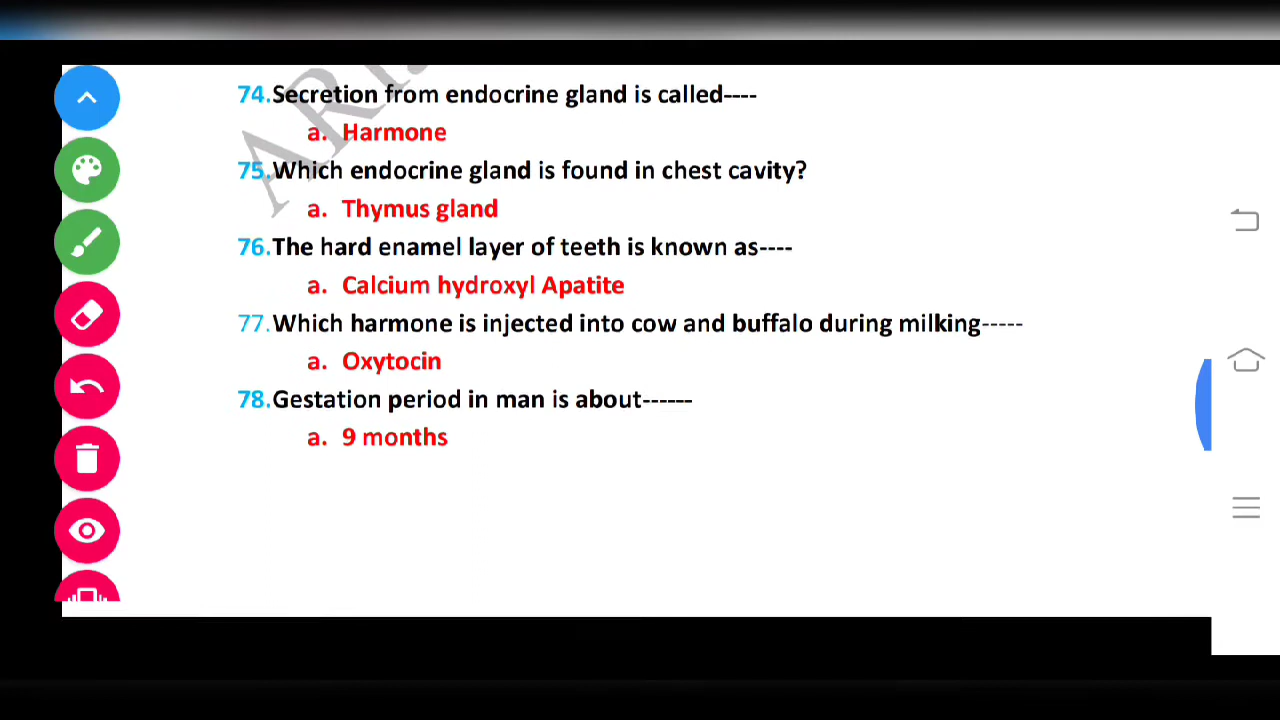 74.Secretion from endocrine gland is called----
a. Harmone
75.Which endocrine gland is found in chest cavity?
a. Thymus gland
76.The hard enamel layer of teeth is known as----
a. Calcium hydroxyl Apatite
77.Which harmone is injected into cow and buffalo during milking-----
a. Oxytocin
78.Gestation period in man is about------
a. 9 months